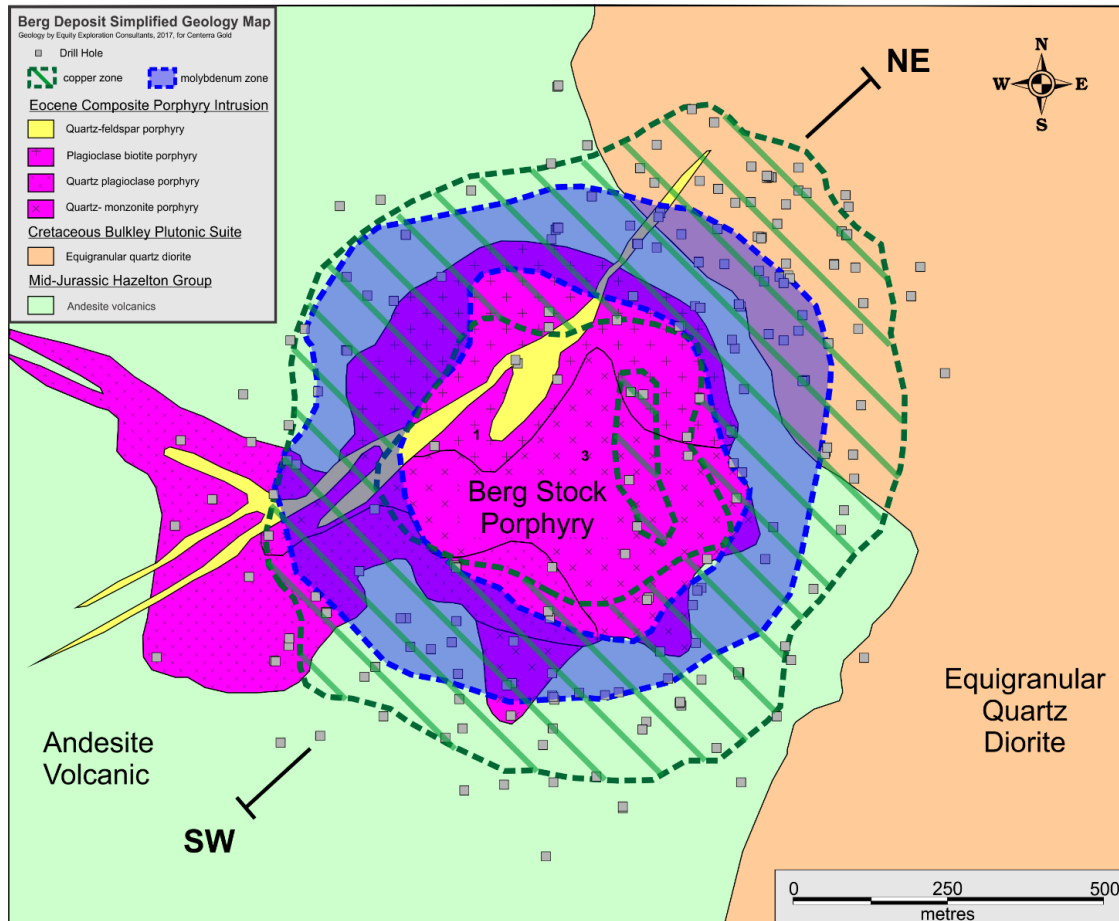 Berg Deposit Simplified Geology Map
Geology by Equity Exploration Consultants, 2017, for Centerra Gold
Drill Hole
copper zone
molybdenum zone
Eocene Composite Porphyry Intrusion
Quartz-feldspar porphyry
Plagioclase biotite porphyry
Quartz plagioclase porphyry
Quartz- monzonite porphyry
Cretaceous Bulkley Plutonic Suite
Equigranular quartz diorite
Mid-Jurassic Hazelton Group
Andesite volcanics
NE
N
W
E
S
1
3
Berg Stock
Porphyry
Andesite
Volcanic
Equigranular
Quartz
Diorite
SW
0
250
500
metres